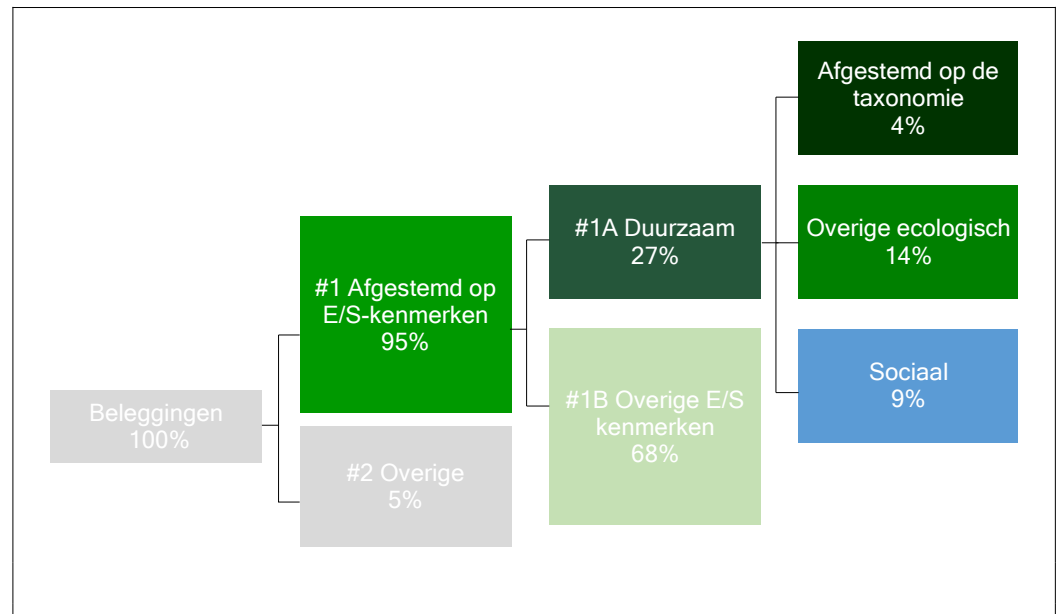 Beleggingen
100%
#1 Afgestemd op
E/S-kenmerken
95%
#2 Overige
5%
#1A Duurzaam
27%
#1B Overige E/S
kenmerken
68%
Afgestemd op de
taxonomie
4%
Overige ecologisch
14%
Sociaal
9%